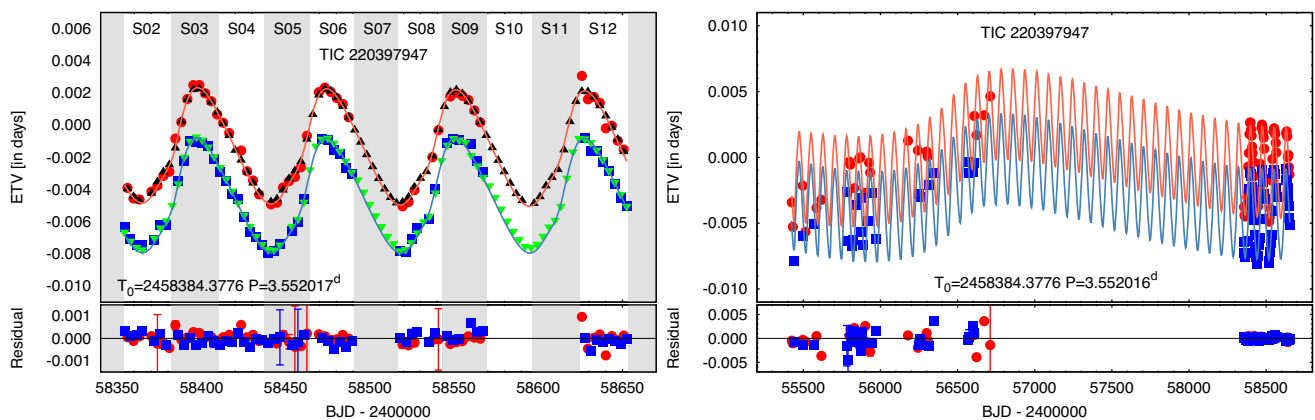 0.006
0.004
0.002
0.000
-0.002
-0.004
-0.006
-0.008
-0.010
ETV [in days]
S02 S03 S04 S05 S06 S07 S08 S09 S10 S11 S12
TIC 220397947
T0=2458384.3776 P=3.552017d
0.001
0.000
-0.001
Residual
58350 58400 58450 58500 58550 58600 58650
BJD - 2400000
0.010
0.005
0.000
-0.005
-0.010
ETV [in days]
TIC 220397947
T0=2458384.3776 P=3.552016d
0.005
0.000
-0.005
Residual
55500 56000 56500 57000 57500 58000 58500
BJD - 2400000